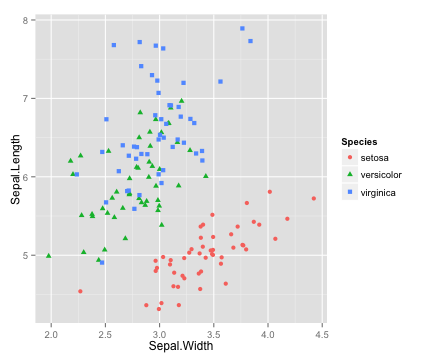 8
7
6
5
Sepal.Length
2.0 2.5 3.0 3.5 4.0 4.5
Sepal.Width
Species
setosa
versicolor
virginica